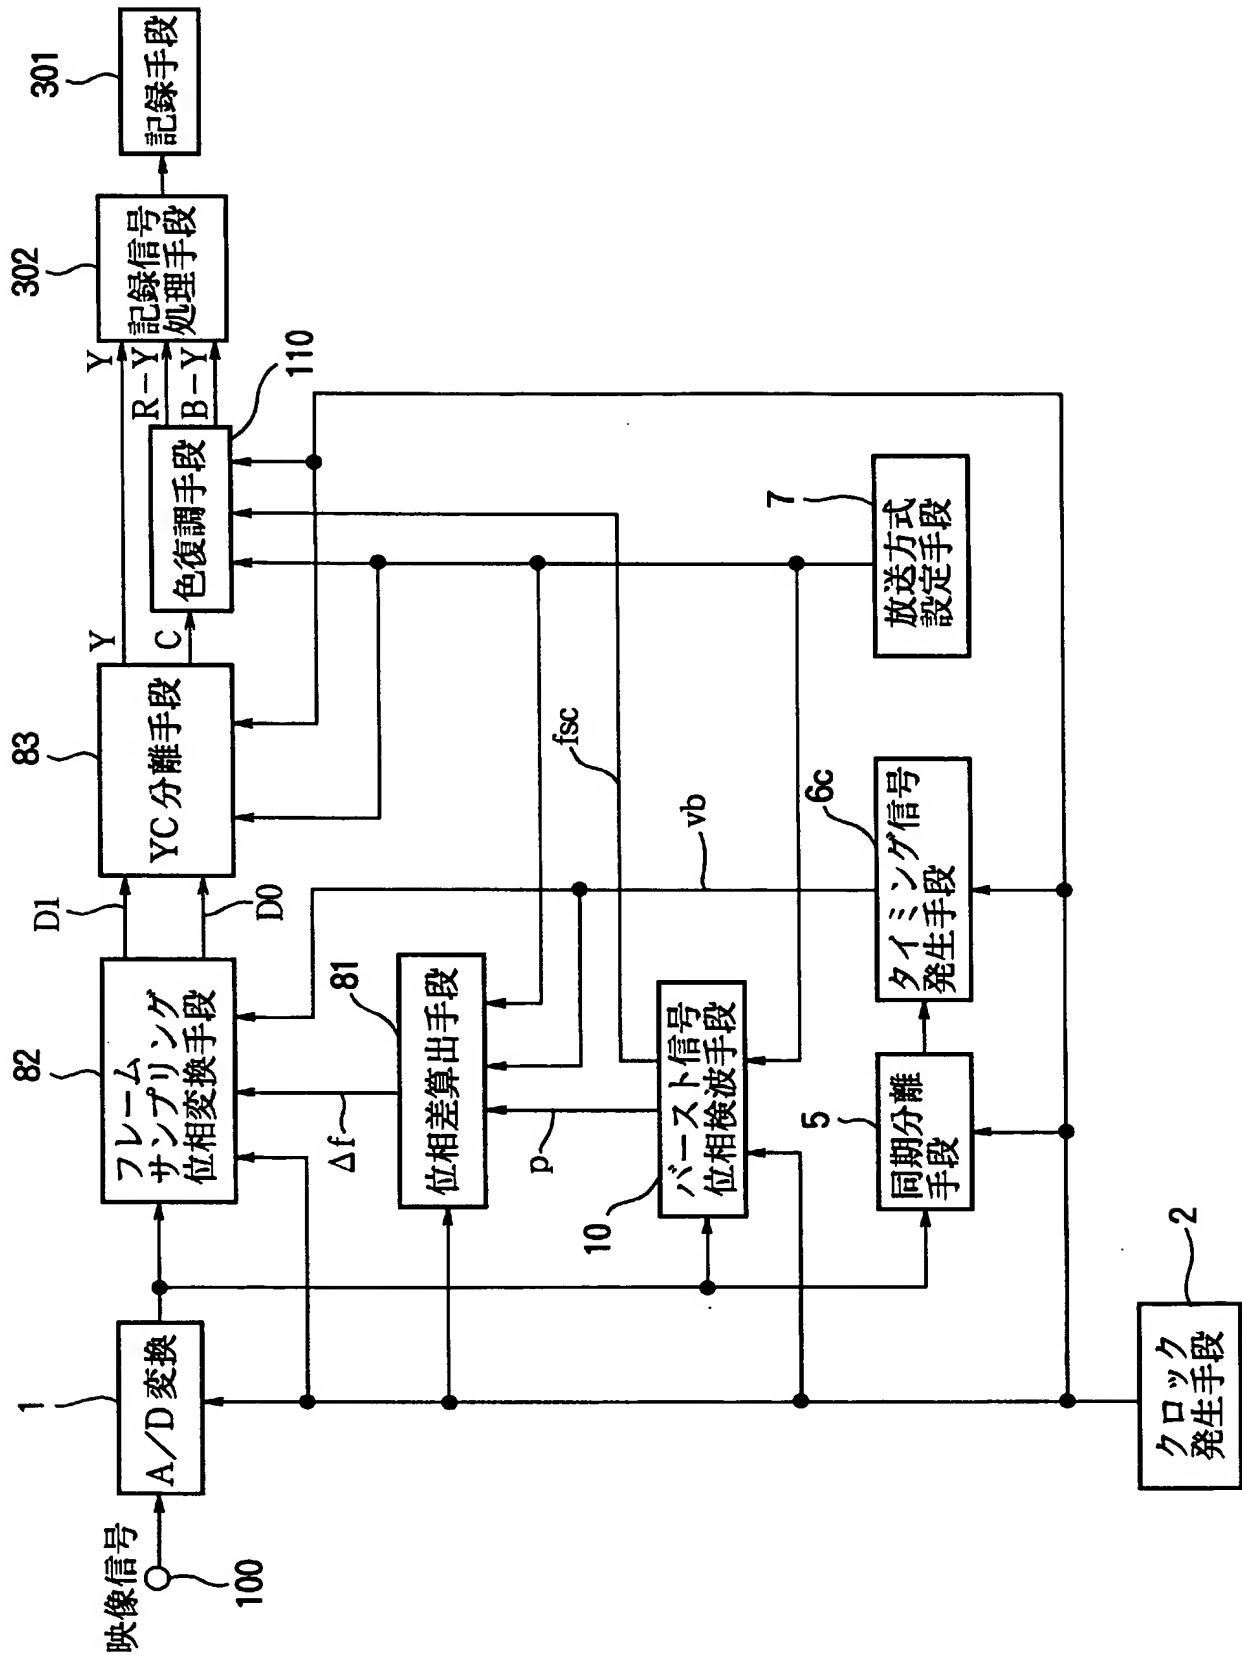 映像信号
100
1
A/D変換
82
フレーム
サンプリング
位相変換手段
D1
D0
83
YC分離手段
Y
C
色復調手段
110
Y
R−Y
B−Y
302
記録信号
処理手段
301
記録手段
Δf
81
位相差算出手段
p
10
バースト信号
位相検波手段
fsc
vb
5
同期分離
手段
6c
タイミング信号
発生手段
7
放送方式
設定手段
2
クロック
発生手段